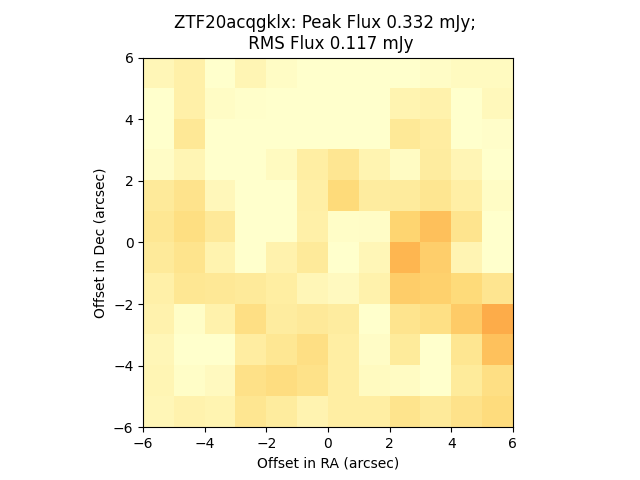 ZTF20acqgklx: Peak Flux 0.332 mJy;
RMS Flux 0.117 mJy
6
4
2
0
−2
−4
−6
Offset in Dec (arcsec)
−6 −4 −2 0 2 4 6
Offset in RA (arcsec)